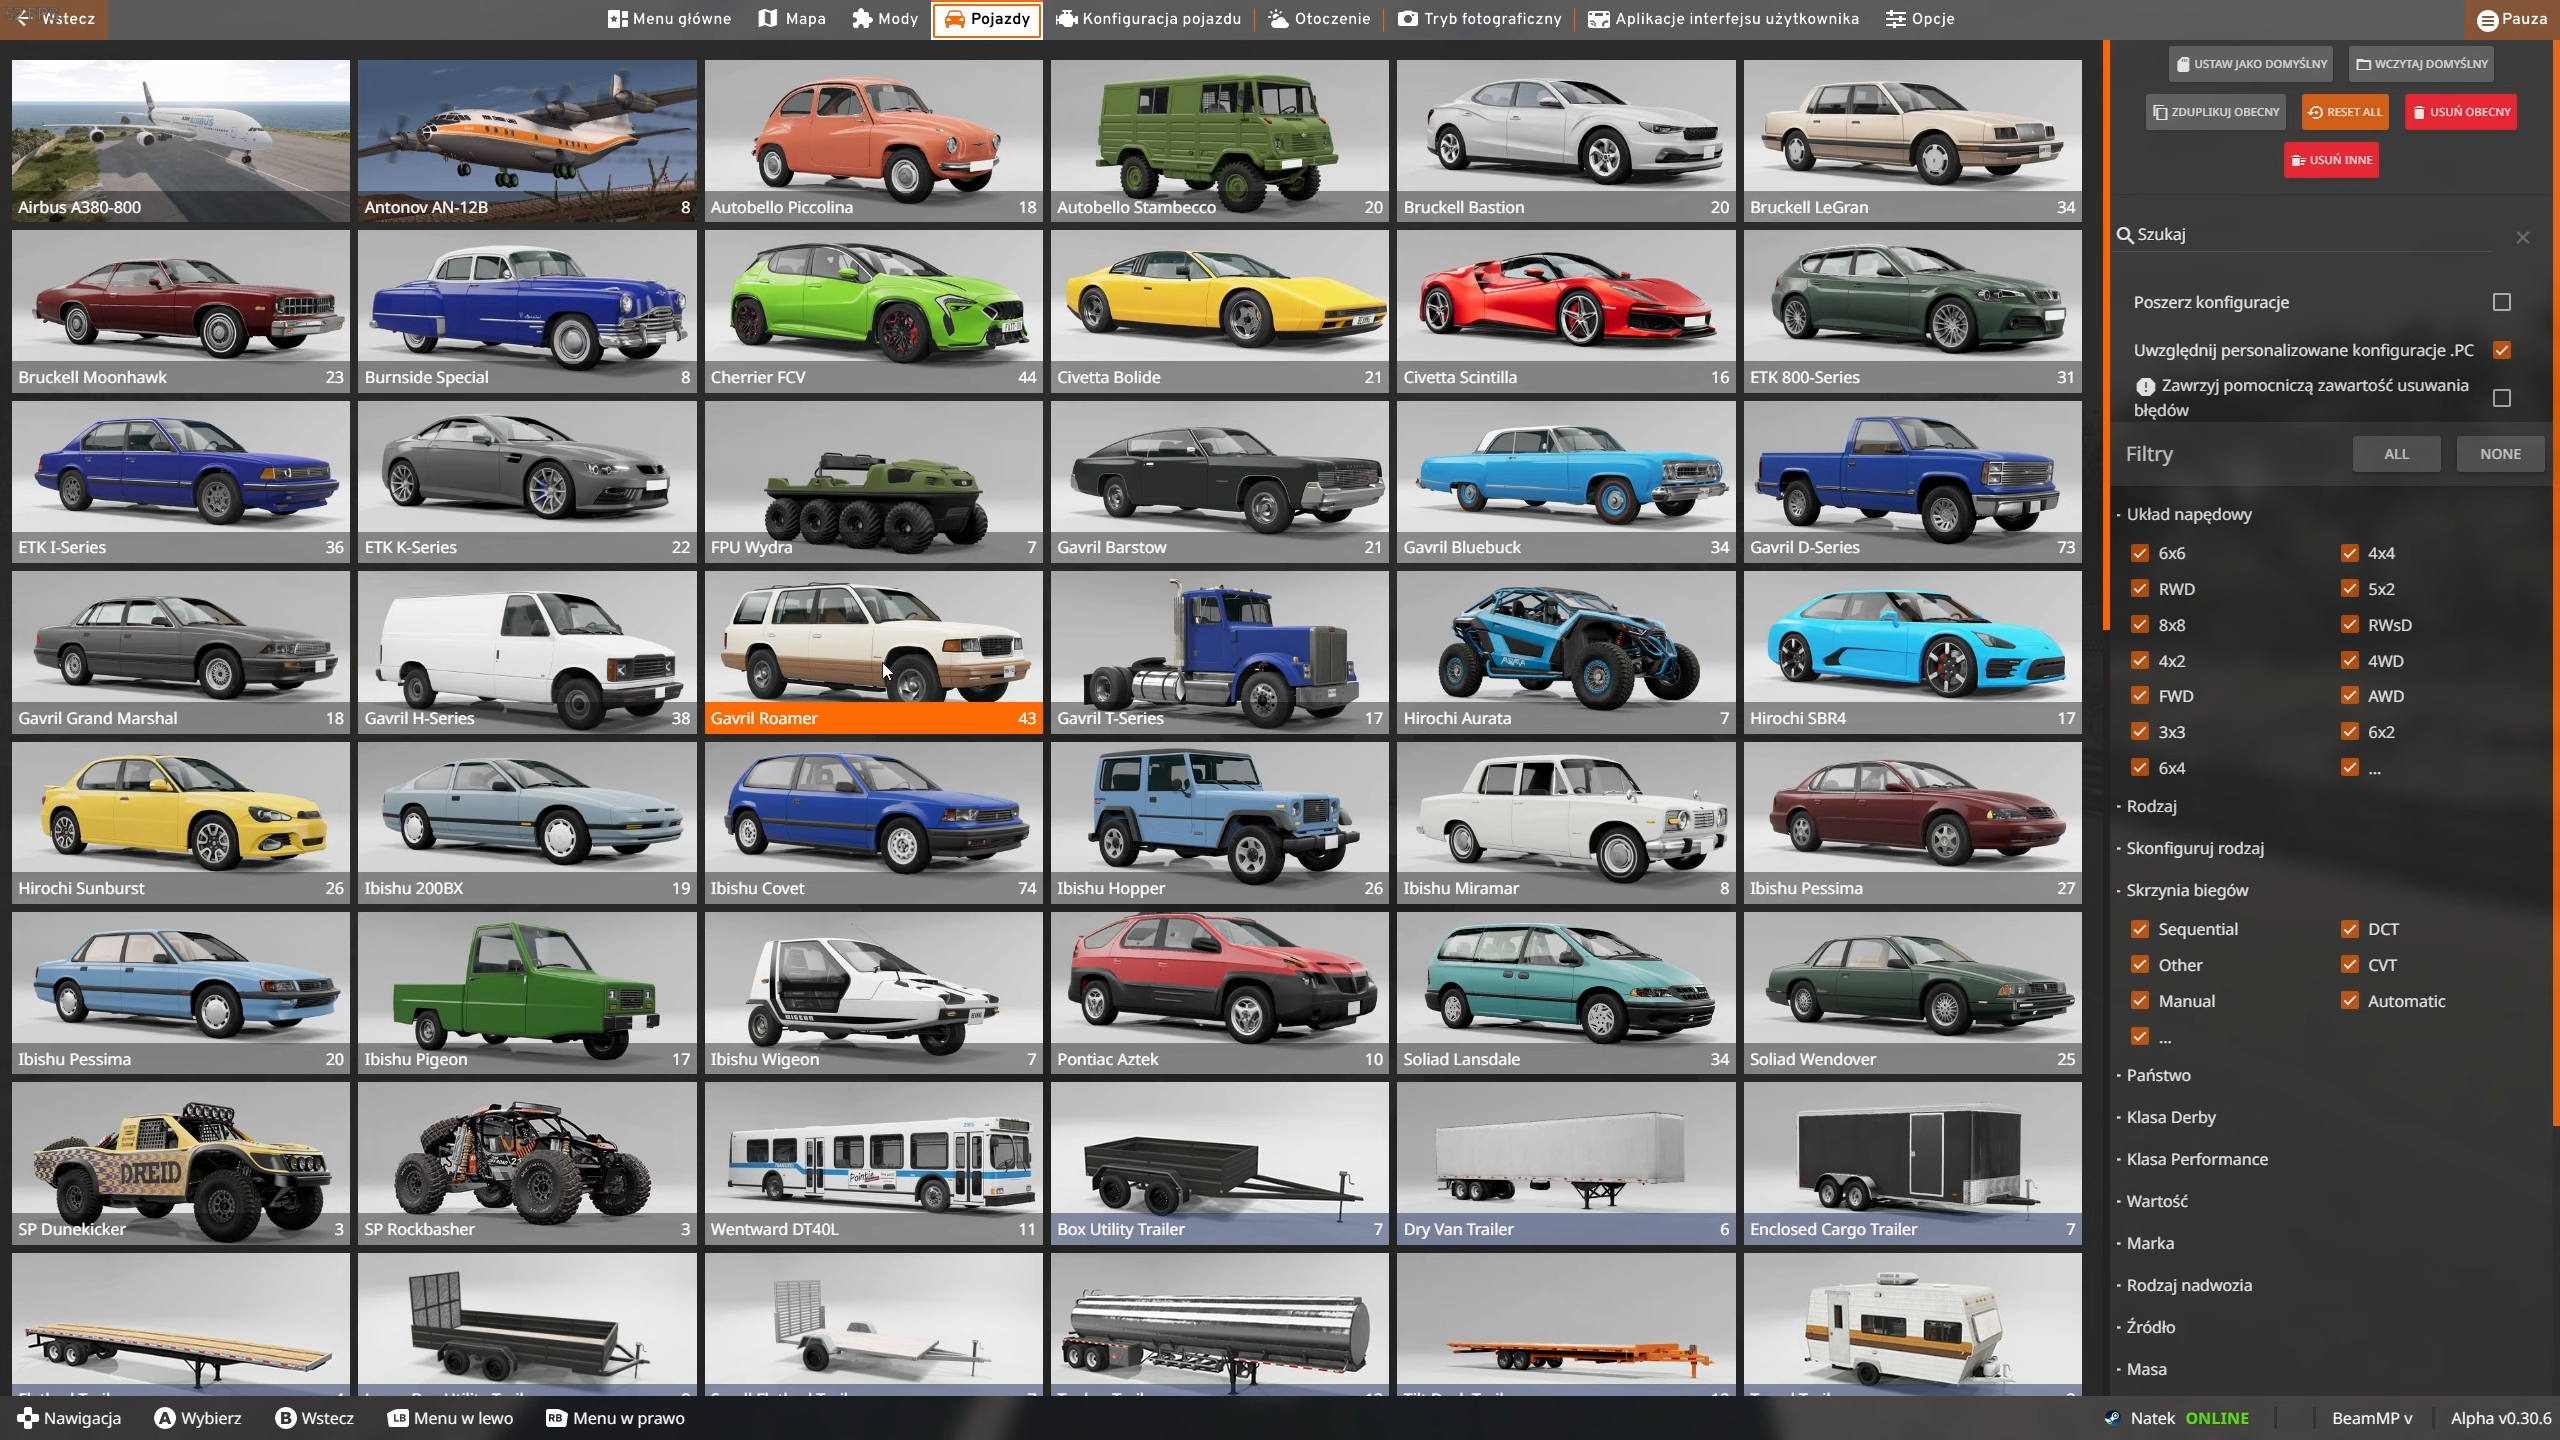 Wstecz
Menu główne
Mapa
Mody
Pojazdy
Konfiguracja pojazdu
Otoczenie
Tryb fotograficzny
Aplikacje interfejsu użytkownika
Opcje
Pauza
Airbus A380-800
Antonov AN-12B 8
Autobello Piccolina 18
Autobello Stambecco 20
Bruckell Bastion 20
Bruckell LeGran 34
Bruckell Moonhawk 23
Burnside Special 8
Cherrier FCV 44
Civetta Bolide 21
Civetta Scintilla 16
ETK 800-Series 31
ETK I-Series 36
ETK K-Series 22
FPU Wydra 7
Gavril Barstow 21
Gavril Bluebuck 34
Gavril D-Series 73
Gavril Grand Marshal 18
Gavril H-Series 38
Gavril Roamer 43
Gavril T-Series 17
Hirochi Aurata 7
Hirochi SBR4 17
Hirochi Sunburst 26
Ibishu 200BX 19
Ibishu Covet 74
Ibishu Hopper 26
Ibishu Miramar 8
Ibishu Pessima 27
Ibishu Pessima 20
Ibishu Pigeon 17
Ibishu Wigeon 7
Pontiac Aztek 10
Soliad Lansdale 34
Soliad Wendover 25
DREID
SP Dunekicker 3
SP Rockbasher 3
Wentward DT40L 11
Box Utility Trailer 7
Dry Van Trailer 6
Enclosed Cargo Trailer 7
USTAW JAKO DOMYŚLNY
WCZYTAJ DOMYŚLNY
ZDUPLIKUJ OBECNY
RESET ALL
USUŃ OBECNY
USUŃ INNE
Szukaj
Poszerz konfiguracje
Uwzględnij personalizowane konfiguracje .PC
Zawrzyj pomocniczą zawartość usuwania
błędów
Filtry
ALL
NONE
- Układ napędowy
6x6
4x4
RWD
5x2
8x8
RWsD
4x2
4WD
FWD
AWD
3x3
6x2
6x4
...
- Rodzaj
- Skonfiguruj rodzaj
- Skrzynia biegów
Sequential
DCT
Other
CVT
Manual
Automatic
...
- Państwo
- Klasa Derby
- Klasa Performance
- Wartość
- Marka
- Rodzaj nadwozia
- Źródło
- Masa
Nawigacja
A Wybierz
B Wstecz
LB Menu w lewo
RB Menu w prawo
Natek ONLINE
BeamMP v
Alpha v0.30.6